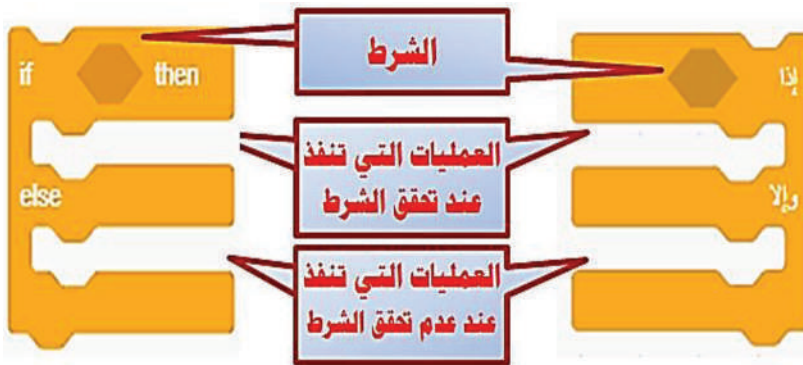 الشرط
if then
إذا
العمليات التي تنفذ
عند تحقق الشرط
else
وإلا
العمليات التي تنفذ
عند عدم تحقق الشرط